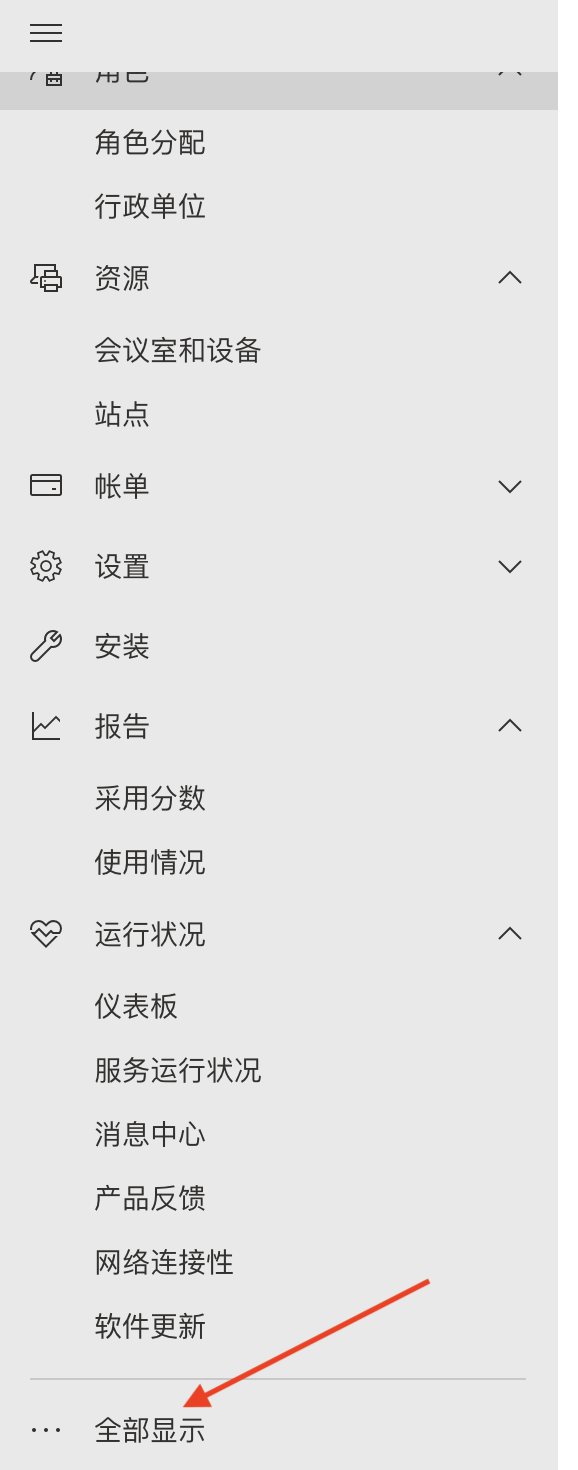 角色
角色分配
行政单位
资源
会议室和设备
站点
帐单
设置
安装
报告
采用分数
使用情况
运行状况
仪表板
服务运行状况
消息中心
产品反馈
网络连接性
软件更新
全部显示